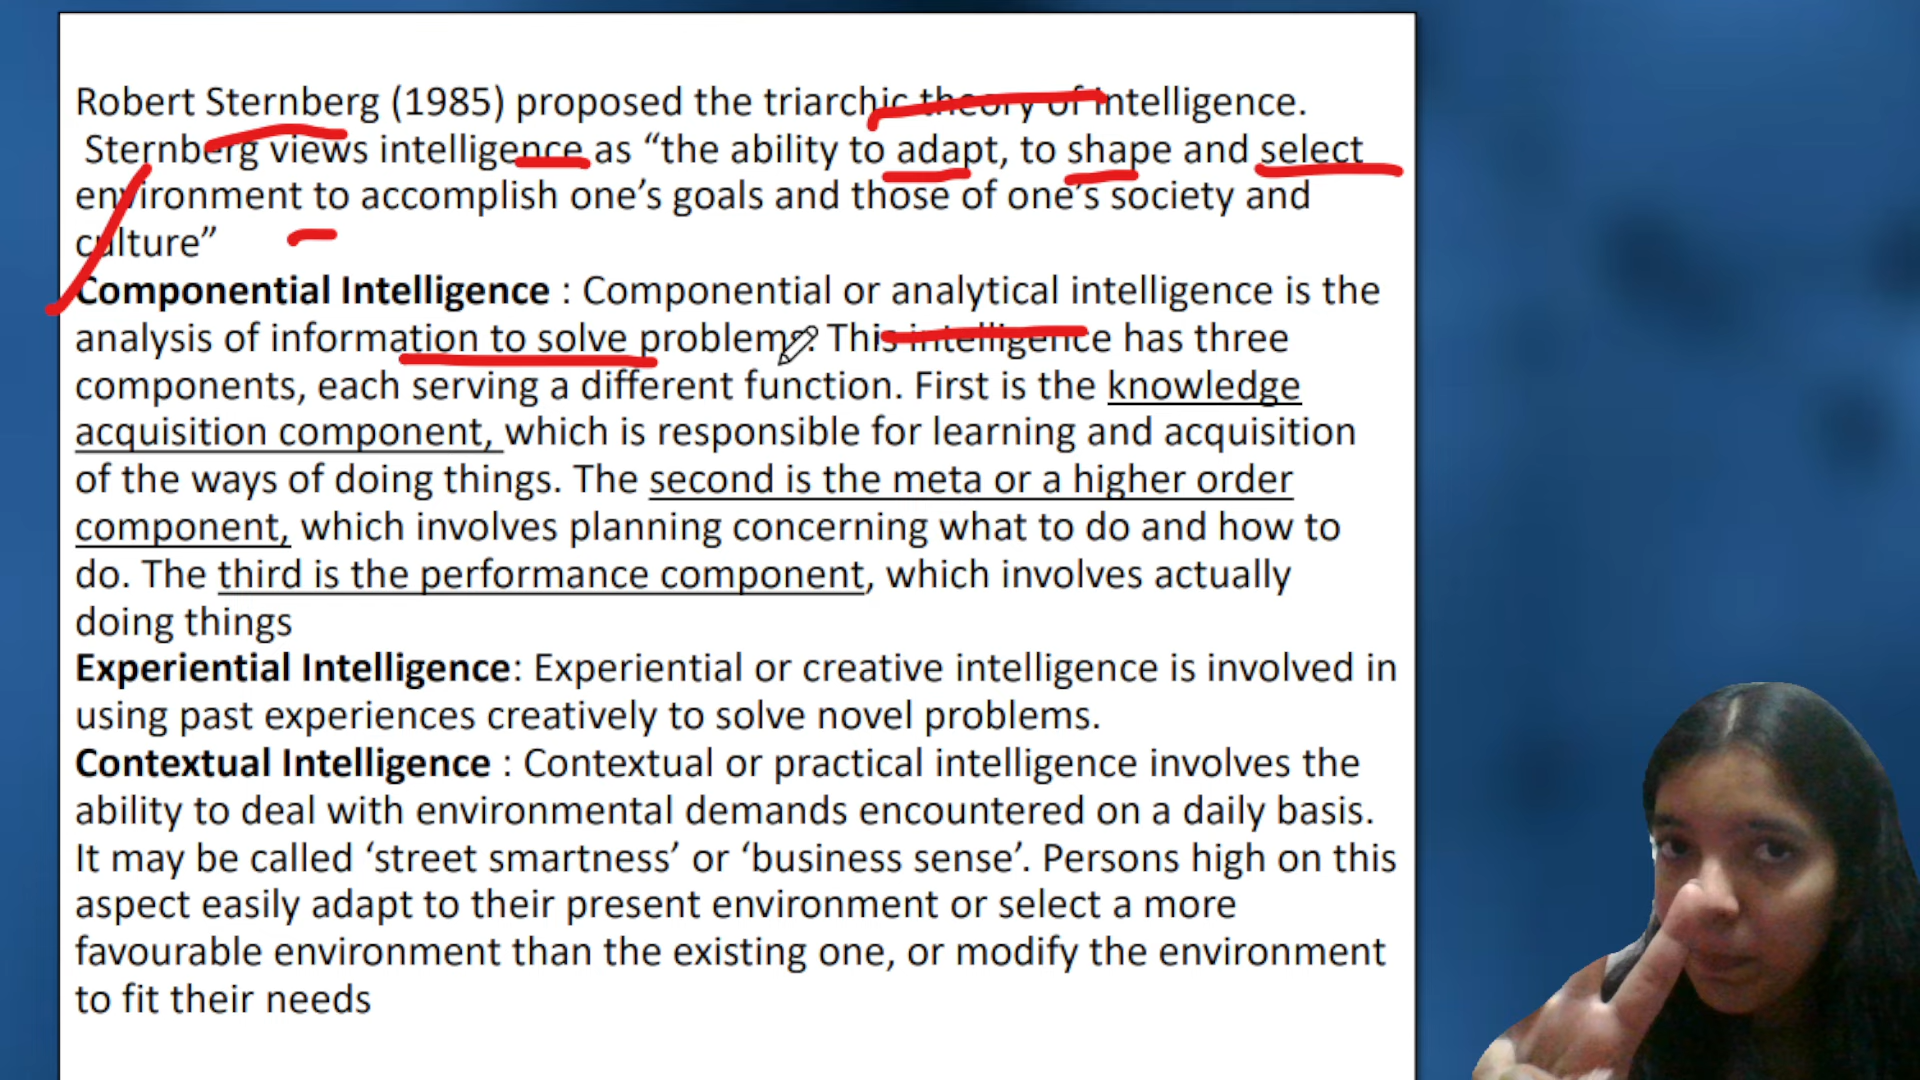 Robert Sternberg (1985) proposed the triarchic theory of intelligence.
Sternberg views intelligence as “the ability to adapt, to shape and select
environment to accomplish one’s goals and those of one’s society and
culture”
Componential Intelligence : Componential or analytical intelligence is the
analysis of information to solve problems. This intelligence has three
components, each serving a different function. First is the knowledge
acquisition component, which is responsible for learning and acquisition
of the ways of doing things. The second is the meta or a higher order
component, which involves planning concerning what to do and how to
do. The third is the performance component, which involves actually
doing things
Experiential Intelligence: Experiential or creative intelligence is involved in
using past experiences creatively to solve novel problems.
Contextual Intelligence : Contextual or practical intelligence involves the
ability to deal with environmental demands encountered on a daily basis.
It may be called ‘street smartness’ or ‘business sense’. Persons high on this
aspect easily adapt to their present environment or select a more
favourable environment than the existing one, or modify the environment
to fit their needs